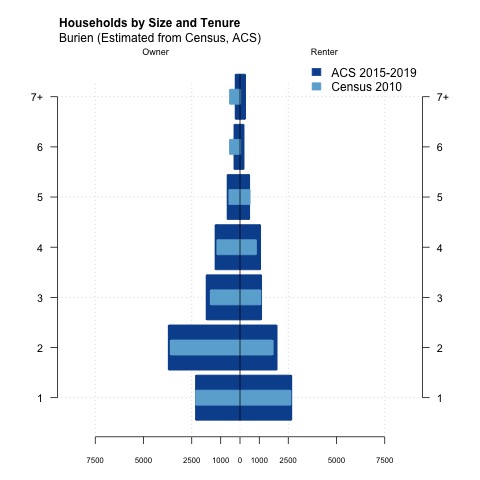 Households by Size and Tenure
Burien (Estimated from Census, ACS)
Owner
Renter
ACS 2015-2019
Census 2010
7+
7+
6
6
5
5
4
4
3
3
2
2
1
1
7500 5000 2500 1000 0 1000 2500 5000 7500